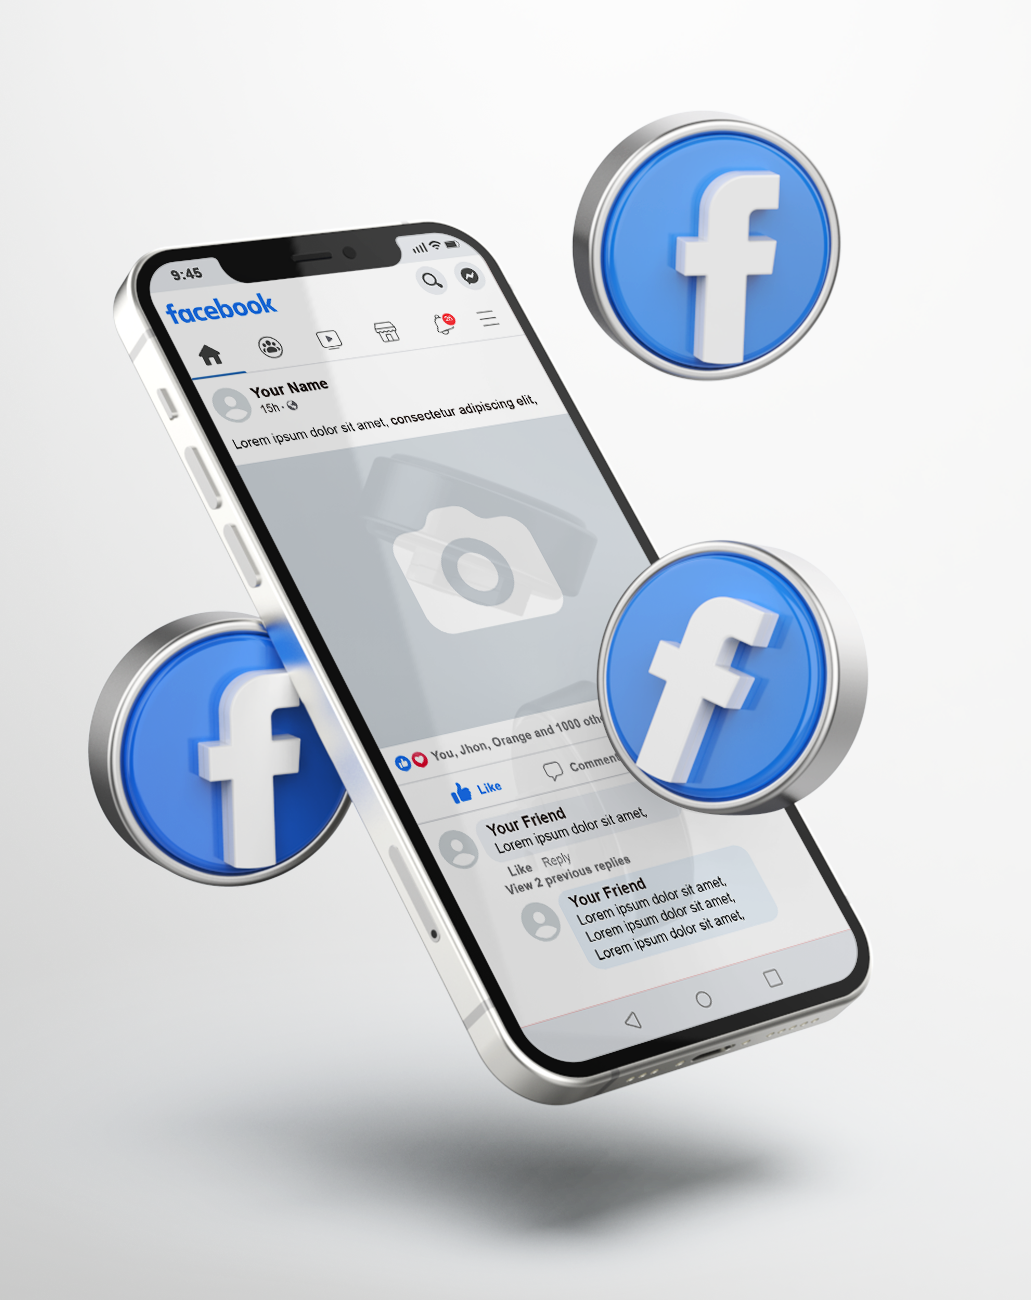 9:45
facebook
Your Name
15h
Lorem ipsum dolor sit amet, consectetur adipiscing elit,
You, Jhon, Orange and 1000
Like
Your Friend
Lorem ipsum dolor sit amet,
Like Reply
View 2 previous replies
Your Friend
Lorem ipsum dolor sit amet,
Lorem ipsum dolor sit amet,
Lorem ipsum dolor sit amet,